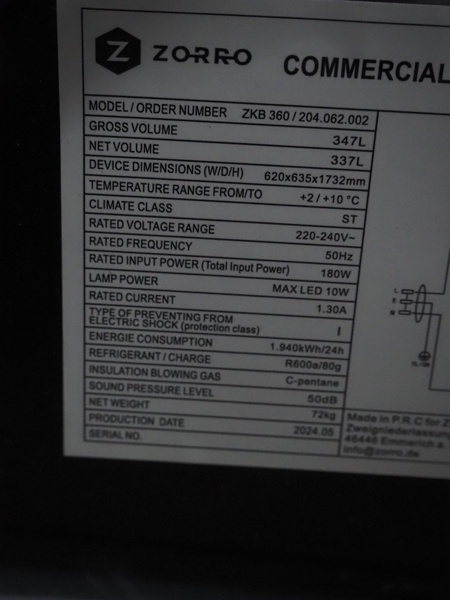 Z ZORRO
COMMERCIAL
MODEL / ORDER NUMBER ZKB 360 / 204.062.002
GROSS VOLUME 347L
NET VOLUME 337L
DEVICE DIMENSIONS (W/D/H) 620x635x1732mm
TEMPERATURE RANGE FROM/TO +2 / +10 °C
CLIMATE CLASS ST
RATED VOLTAGE RANGE 220-240V~
RATED FREQUENCY 50Hz
RATED INPUT POWER (Total Input Power) 180W
LAMP POWER MAX LED 10W
RATED CURRENT 1.30A
TYPE OF PREVENTING FROM
ELECTRIC SHOCK (protection class) I
ENERGIE CONSUMPTION 1.940kWh/24h
REFRIGERANT / CHARGE R600a/80g
INSULATION BLOWING GAS C-pentane
SOUND PRESSURE LEVEL 50dB
NET WEIGHT 72kg
PRODUCTION DATE 2024.05
SERIAL NO.
L
E
N
Made in P.R.C for Z
Zweigniederlassung
46446 Emmerich a
info@zorro.de